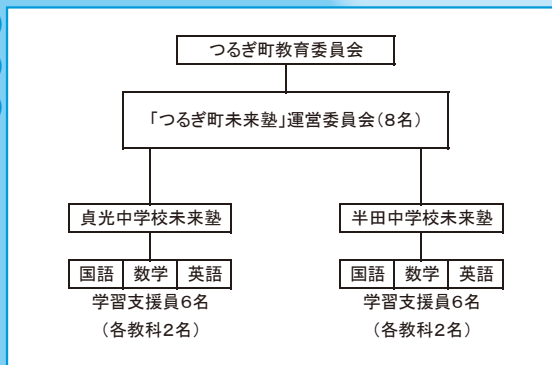 つるぎ町教育委員会
「つるぎ町未来塾」運営委員会(8名)
貞光中学校未来塾
国語 数学 英語
学習支援員6名
(各教科2名)
半田中学校未来塾
国語 数学 英語
学習支援員6名
(各教科2名)